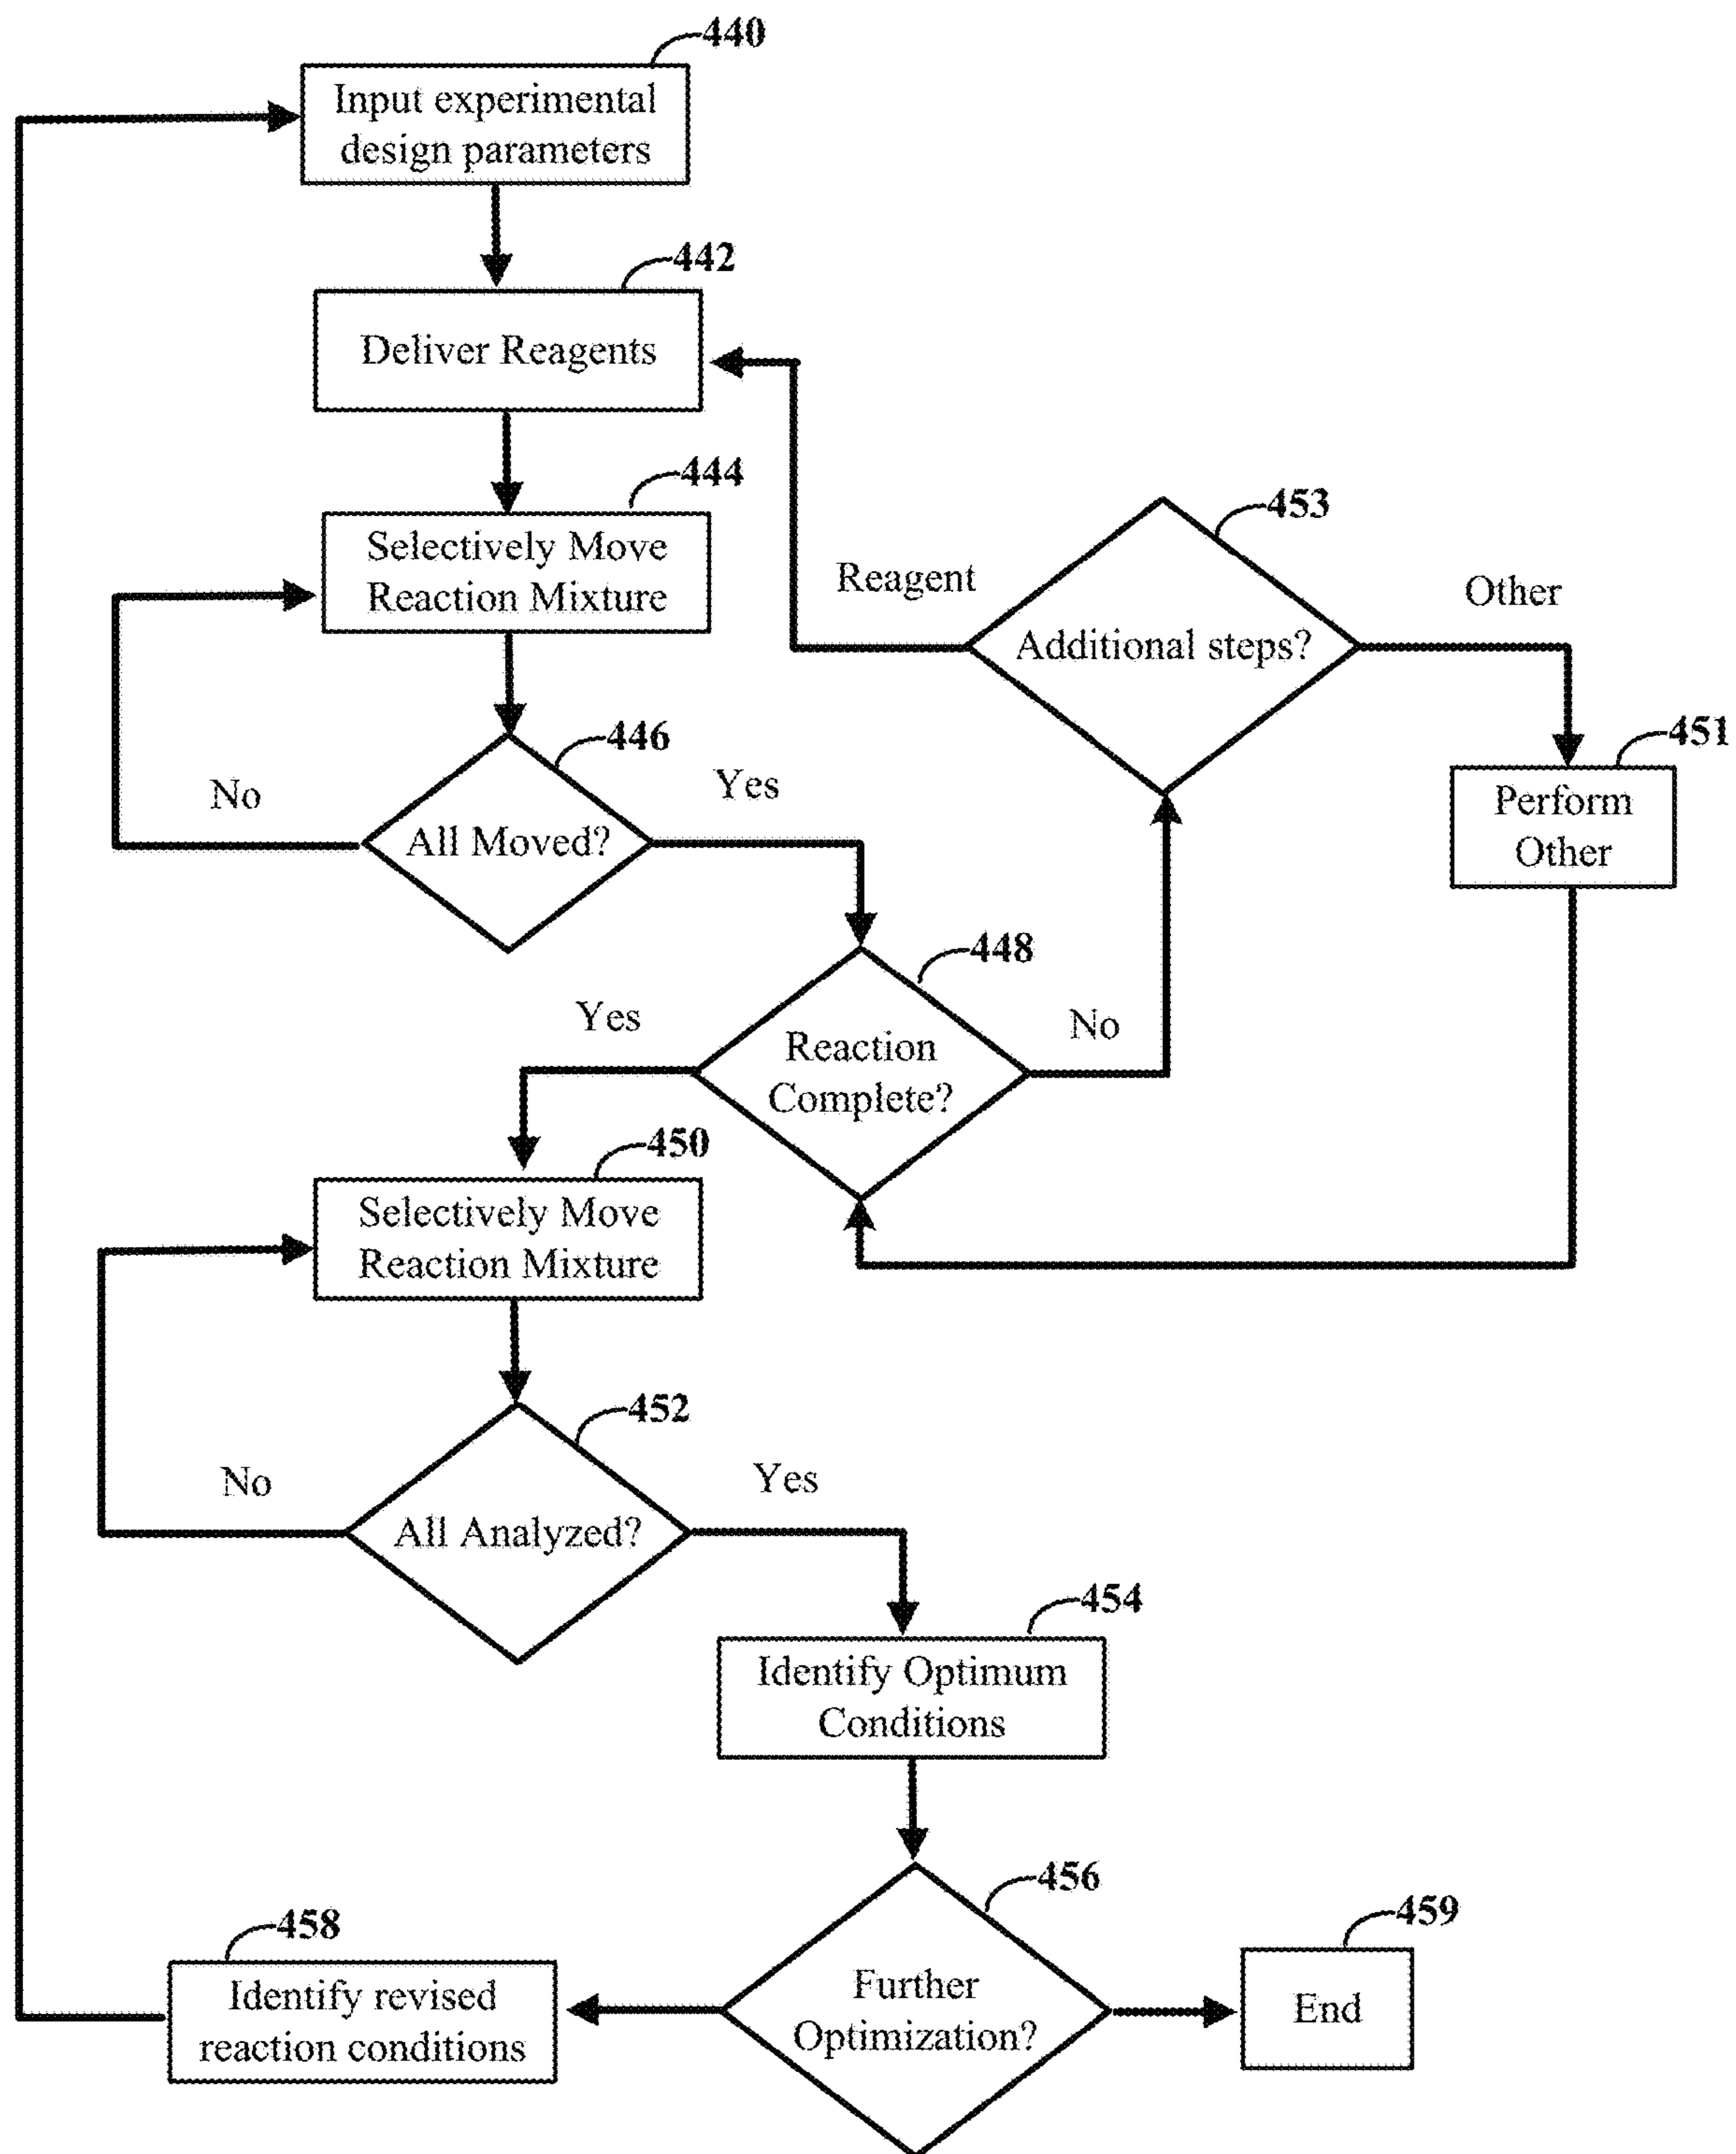 440
Input experimental
design parameters
442
Deliver Reagents
444
Selectively Move
Reaction Mixture
453
Reagent
Other
Additional steps?
446
451
No
Yes
Perform
Other
All Moved?
448
Yes
No
Reaction
Complete?
450
Selectively Move
Reaction Mixture
452
No
Yes
All Analyzed?
454
Identify Optimum
Conditions
456
458
459
Identify revised
reaction conditions
Further
Optimization?
End